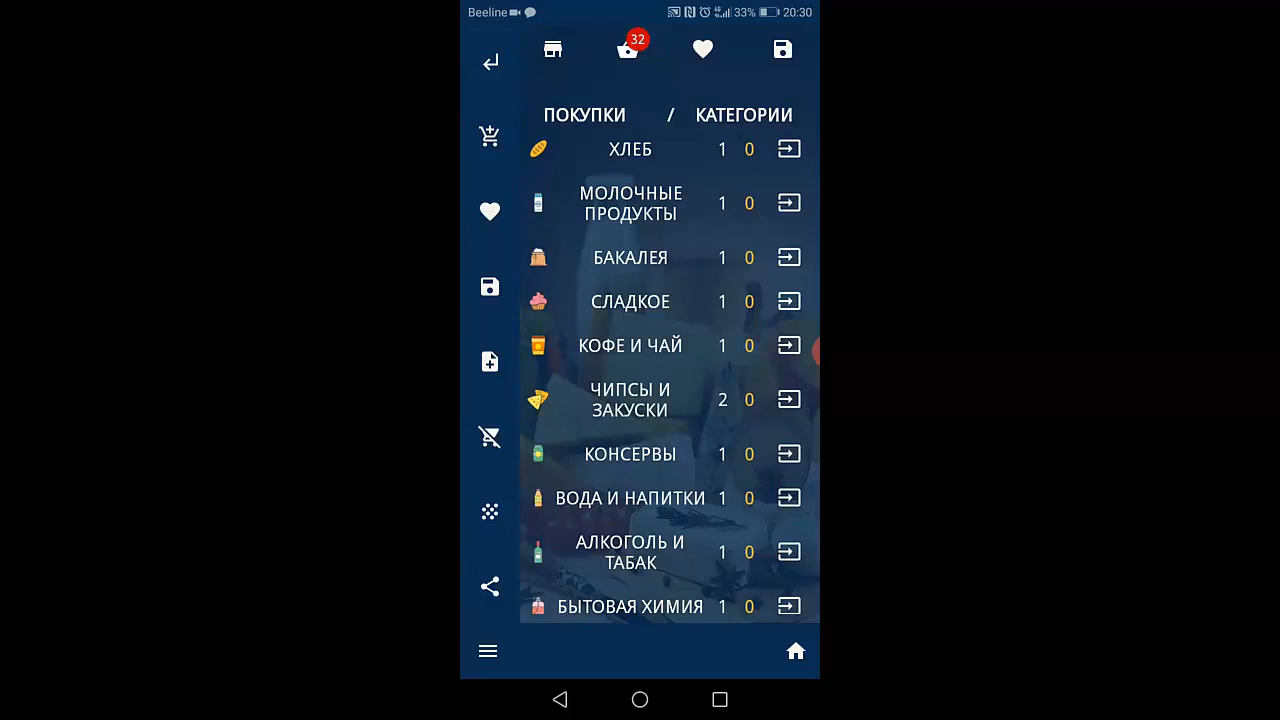 Beeline 4G 33% 20:30
32
ПОКУПКИ / КАТЕГОРИИ
ХЛЕБ 1 0
МОЛОЧНЫЕ
ПРОДУКТЫ 1 0
БАКАЛЕЯ 1 0
СЛАДКОЕ 1 0
КОФЕ И ЧАЙ 1 0
ЧИПСЫ И
ЗАКУСКИ 2 0
КОНСЕРВЫ 1 0
ВОДА И НАПИТКИ 1 0
АЛКОГОЛЬ И
ТАБАК 1 0
БЫТОВАЯ ХИМИЯ 1 0